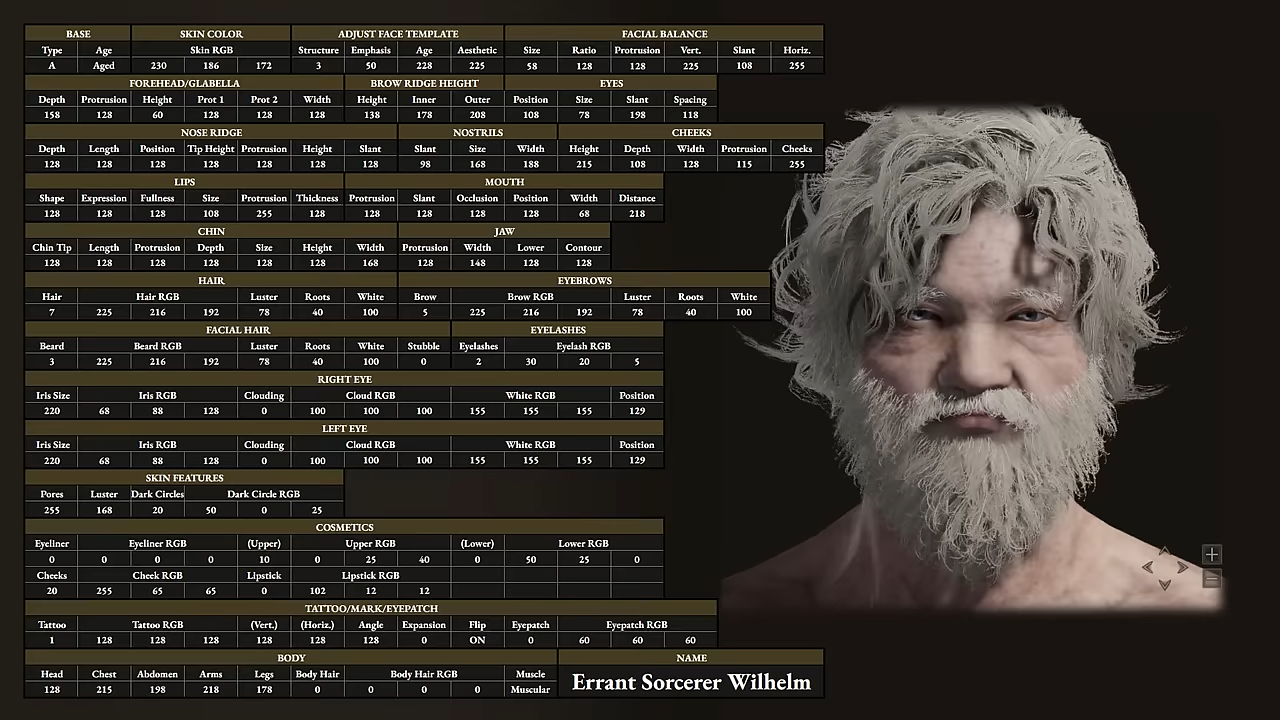 BASE SKIN COLOR ADJUST FACE TEMPLATE FACIAL BALANCE
Type Age Skin RGB Structure Emphasis Age Aesthetic Size Ratio Protrusion Vert. Slant Horiz.
A Aged 230 186 172 3 50 228 225 58 128 128 225 108 255
FOREHEAD/GLABELLA BROW RIDGE HEIGHT EYES
Depth Protrusion Height Prot 1 Prot 2 Width Height Inner Outer Position Size Slant Spacing
158 128 60 128 128 128 138 178 208 108 78 198 118
NOSE RIDGE NOSTRILS CHEEKS
Depth Length Position Tip Height Protrusion Height Slant Slant Size Width Height Depth Width Protrusion Cheeks
128 128 128 128 128 128 128 98 168 188 215 108 128 115 255
LIPS MOUTH
Shape Expression Fullness Size Protrusion Thickness Protrusion Slant Occlusion Position Width Distance
128 128 128 108 255 128 128 128 128 128 68 218
CHIN JAW
Chin Tip Length Protrusion Depth Size Height Width Protrusion Width Lower Contour
128 128 128 128 128 128 168 128 148 128 128
HAIR EYEBROWS
Hair Hair RGB Luster Roots White Brow Brow RGB Luster Roots White
7 225 216 192 78 40 100 5 225 216 192 78 40 100
FACIAL HAIR EYELASHES
Beard Beard RGB Luster Roots White Stubble Eyelashes Eyelash RGB
3 225 216 192 78 40 100 0 2 30 20 5
RIGHT EYE
Iris Size Iris RGB Clouding Cloud RGB White RGB Position
220 68 88 128 0 100 100 100 155 155 155 129
LEFT EYE
Iris Size Iris RGB Clouding Cloud RGB White RGB Position
220 68 88 128 0 100 100 100 155 155 155 129
SKIN FEATURES
Pores Luster Dark Circles Dark Circle RGB
255 168 20 50 0 25
COSMETICS
Eyeliner Eyeliner RGB (Upper) Upper RGB (Lower) Lower RGB
0 0 0 0 10 0 25 40 0 50 25 0
Cheeks Cheek RGB Lipstick Lipstick RGB
20 255 65 65 0 102 12 12
TATTOO/MARK/EYEPATCH
Tattoo Tattoo RGB (Vert.) (Horiz.) Angle Expansion Flip Eyepatch Eyepatch RGB
1 128 128 128 128 128 128 0 ON 0 60 60 60
BODY NAME
Head Chest Abdomen Arms Legs Body Hair Body Hair RGB Muscle
128 215 198 218 178 0 0 0 0 Muscular
Errant Sorcerer Wilhelm